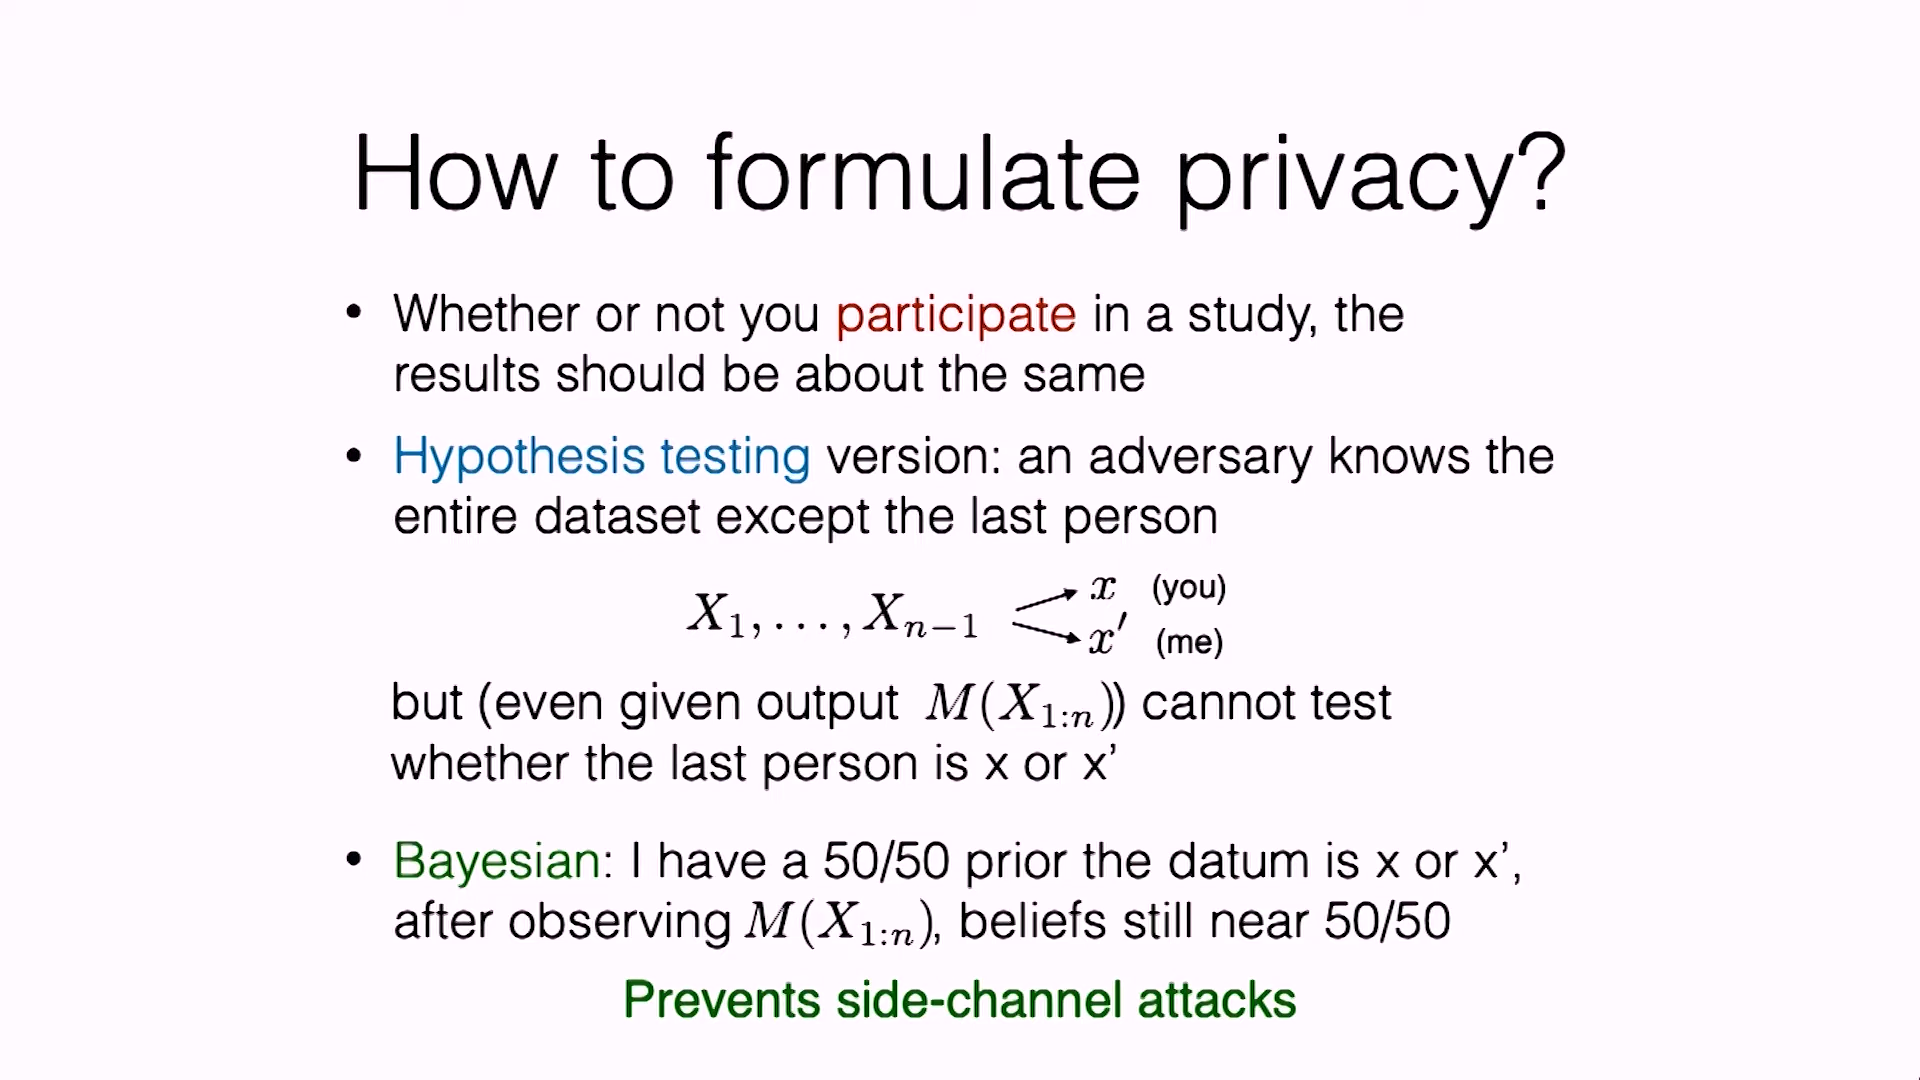 How to formulate privacy?
• Whether or not you participate in a study, the
results should be about the same
• Hypothesis testing version: an adversary knows the
entire dataset except the last person
X₁, . . . , Xₙ₋₁ x (you)
x′ (me)
but (even given output M(X₁:ₙ)) cannot test
whether the last person is x or x’
• Bayesian: I have a 50/50 prior the datum is x or x’,
after observing M(X₁:ₙ), beliefs still near 50/50
Prevents side-channel attacks